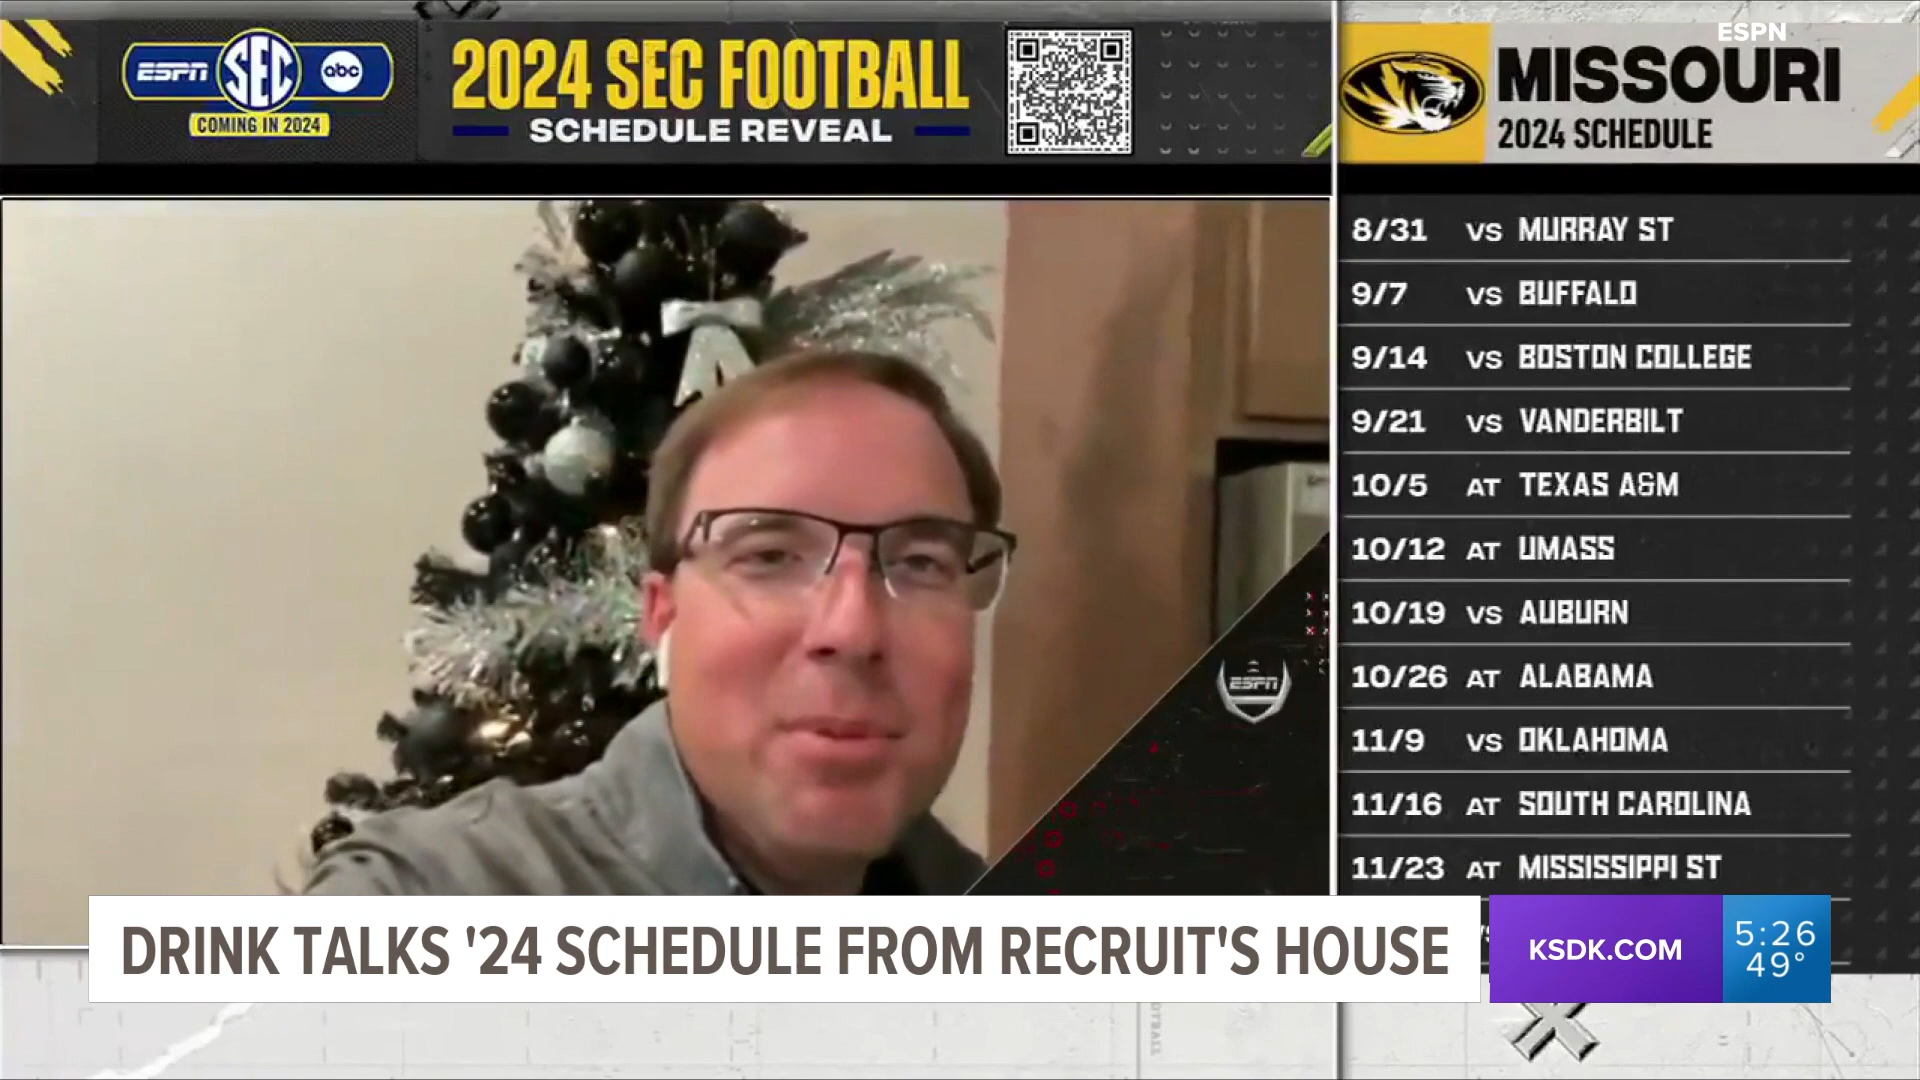 ESPN
ESPN SEC abc
COMING IN 2024
2024 SEC FOOTBALL
SCHEDULE REVEAL
MISSOURI
2024 SCHEDULE
8/31 VS MURRAY ST
9/7 VS BUFFALO
9/14 VS BOSTON COLLEGE
9/21 VS VANDERBILT
10/5 AT TEXAS A&M
10/12 AT UMASS
10/19 VS AUBURN
10/26 AT ALABAMA
11/9 VS OKLAHOMA
11/16 AT SOUTH CAROLINA
11/23 AT MISSISSIPPI ST
A
ESPN
DRINK TALKS '24 SCHEDULE FROM RECRUIT'S HOUSE
KSDK.COM
5:26
49°